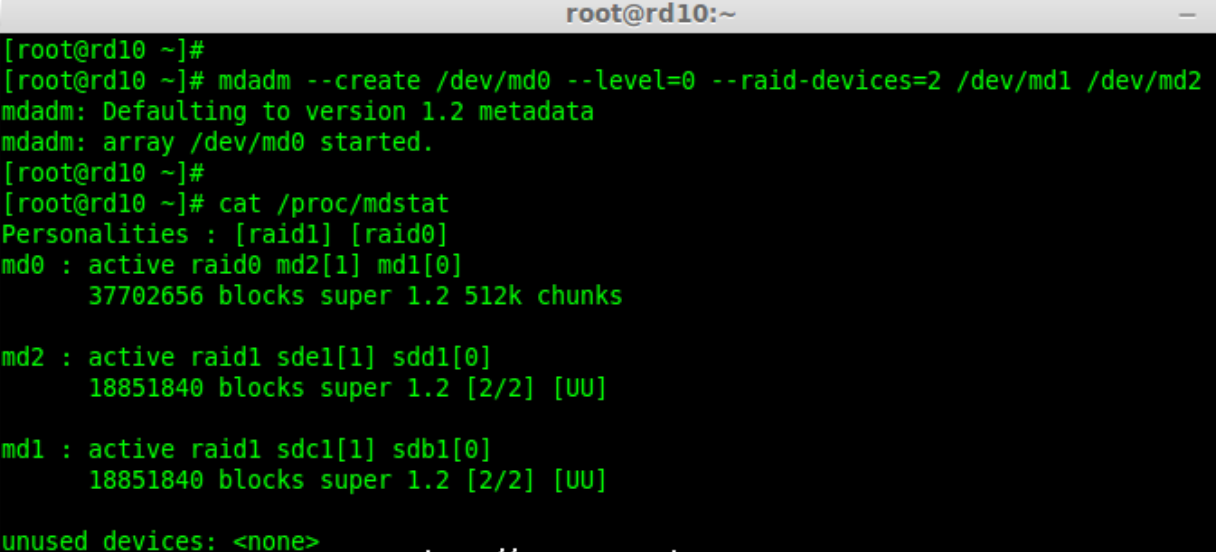 root@rd10:~
[root@rd10 ~]#
[root@rd10 ~]# mdadm --create /dev/md0 --level=0 --raid-devices=2 /dev/md1 /dev/md2
mdadm: Defaulting to version 1.2 metadata
mdadm: array /dev/md0 started.
[root@rd10 ~]#
[root@rd10 ~]# cat /proc/mdstat
Personalities : [raid1] [raid0]
md0 : active raid0 md2[1] md1[0]
      37702656 blocks super 1.2 512k chunks
md2 : active raid1 sde1[1] sdd1[0]
      18851840 blocks super 1.2 [2/2] [UU]
md1 : active raid1 sdc1[1] sdb1[0]
      18851840 blocks super 1.2 [2/2] [UU]
unused devices: <none>